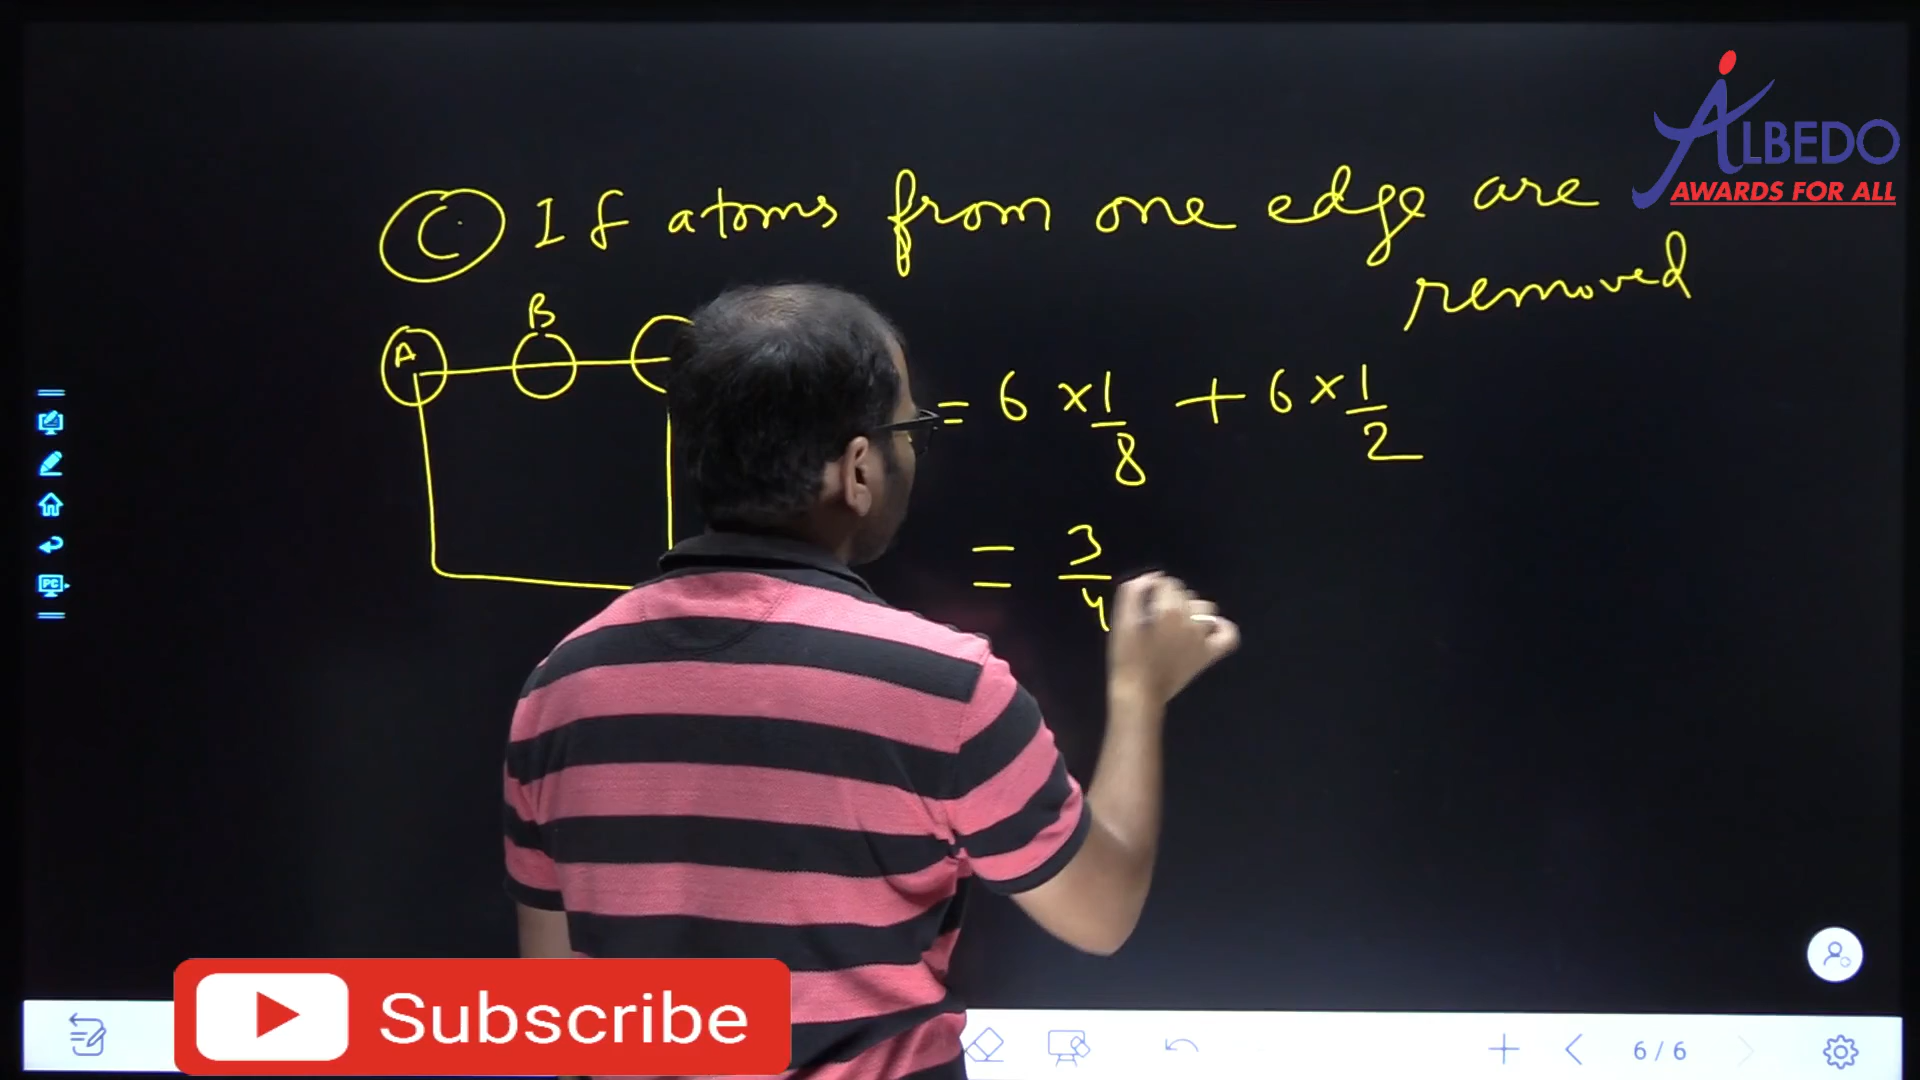 ALBEDO
AWARDS FOR ALL
C If atoms from one edge are
removed
A B
= 6 × 1/8 + 6 × 1/2
= 3/4
PC
Subscribe
6 / 6